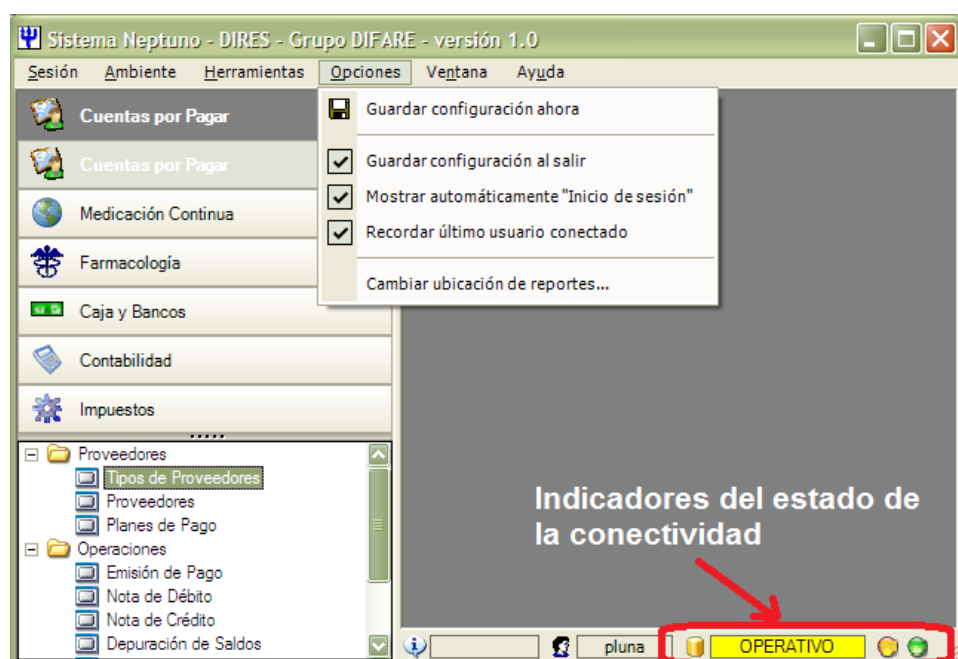 Sistema Neptuno - DIRES - Grupo DIFARE - versión 1.0
Sesión Ambiente Herramientas Opciones Ventana Ayuda
Cuentas por Pagar
Cuentas por Pagar
Medicación Continua
Farmacología
Caja y Bancos
Contabilidad
Impuestos
Guardar configuración ahora
Guardar configuración al salir
Mostrar automáticamente "Inicio de sesión"
Recordar último usuario conectado
Cambiar ubicación de reportes...
Proveedores
Tipos de Proveedores
Proveedores
Planes de Pago
Operaciones
Emisión de Pago
Nota de Débito
Nota de Crédito
Depuración de Saldos
Indicadores del estado de
la conectividad
pluna OPERATIVO